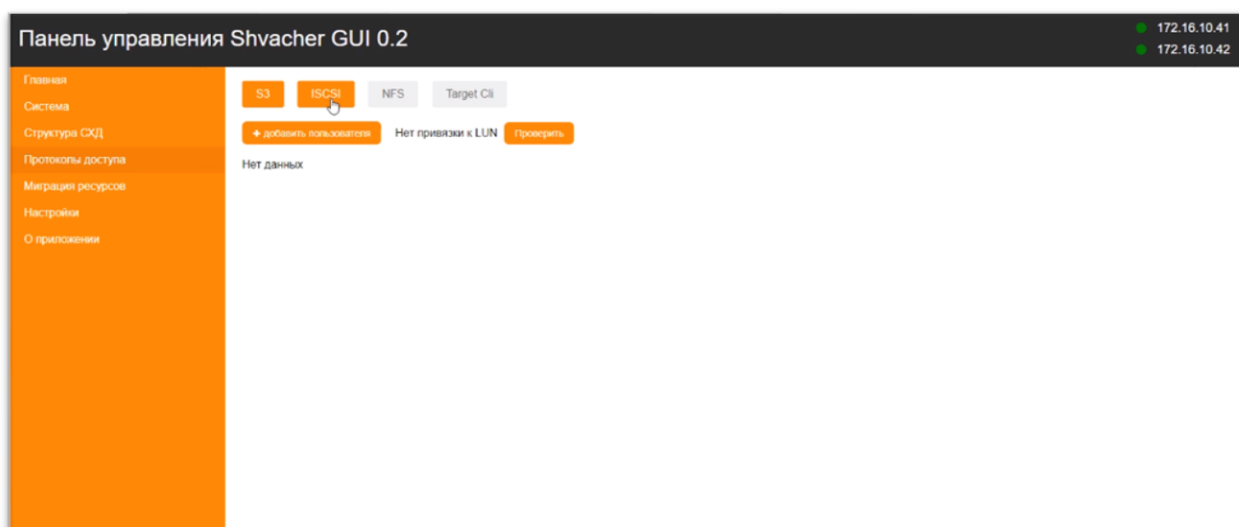 Панель управления Shvacher GUI 0.2
172.16.10.41
172.16.10.42
Главная
Система
Структура СХД
Протоколы доступа
Миграция ресурсов
Настройки
О приложении
S3 ISCSI NFS Target Cli
+ добавить пользователя Нет привязки к LUN Проверить
Нет данных